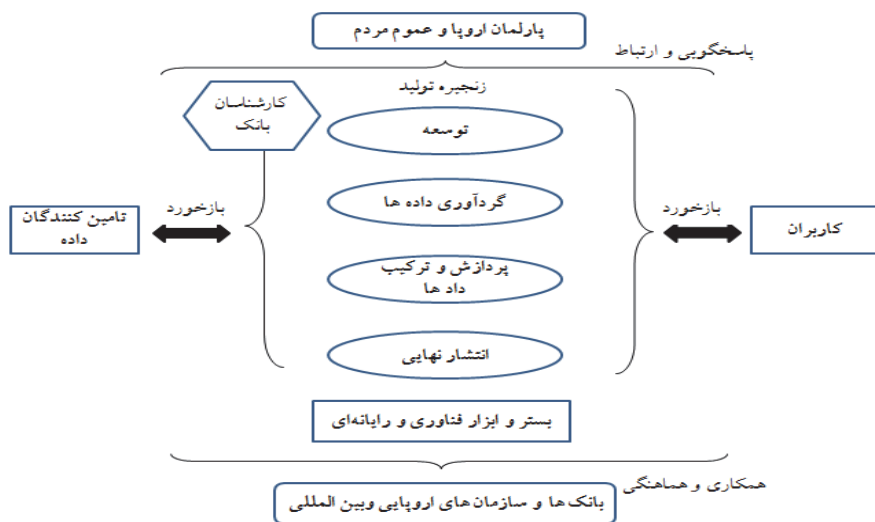 پارلمان اروپا و عموم مردم
پاسخگویی و ارتباط
زنجیره تولید
کارشناسان
بانک
توسعه
گردآوری داده ها
بازخورد
بازخورد
تامین کنندگان
داده
کاربران
پردازش و ترکیب
داد ها
انتشار نهایی
بستر و ابزار فناوری و رایانه‌ای
همکاری و هماهنگی
بانک ها و سازمان های اروپایی وبین المللی